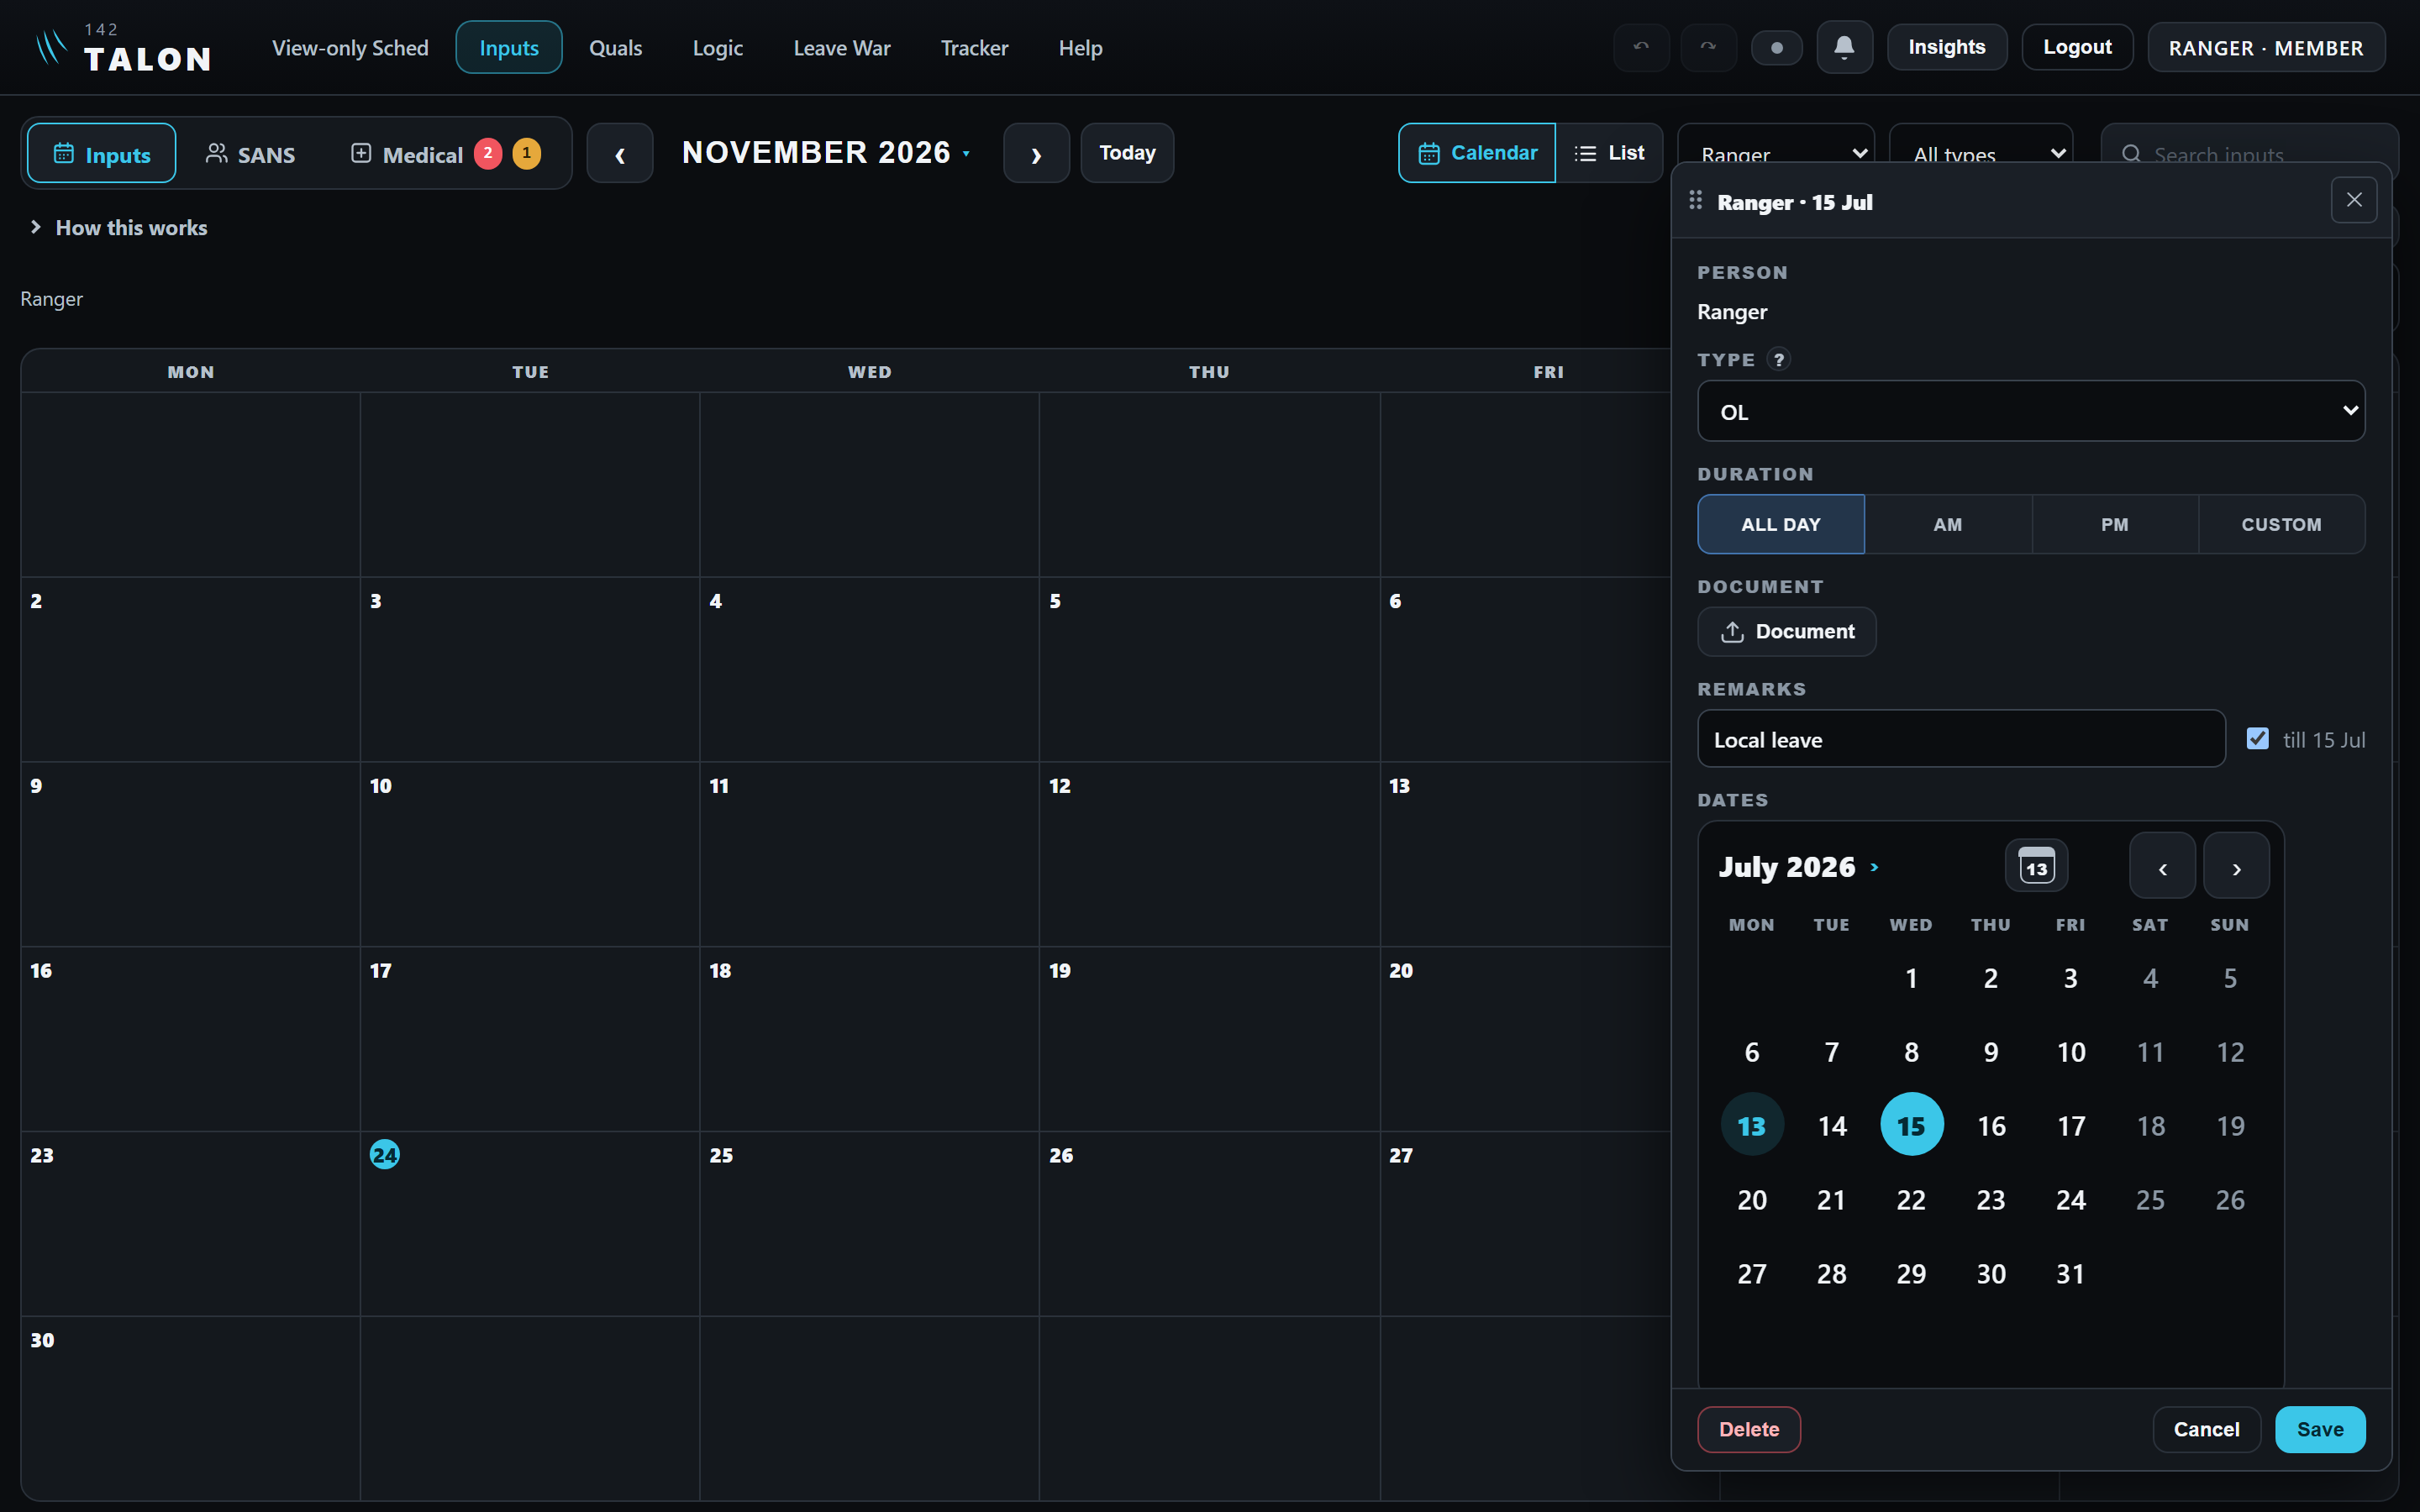 142
TALON
View-only Sched
Inputs
Quals
Logic
Leave War
Tracker
Help
Insights
Logout
RANGER · MEMBER
Inputs
SANS
Medical 2 1
NOVEMBER 2026
Today
Calendar
List
Ranger
All types
Search inputs
How this works
Ranger
MON TUE WED THU FRI
2 3 4 5 6
9 10 11 12 13
16 17 18 19 20
23 24 25 26 27
30
Ranger · 15 Jul
PERSON
Ranger
TYPE ?
OL
DURATION
ALL DAY AM PM CUSTOM
DOCUMENT
Document
REMARKS
Local leave
till 15 Jul
DATES
July 2026 ›
13
‹ ›
MON TUE WED THU FRI SAT SUN
1 2 3 4 5
6 7 8 9 10 11 12
13 14 15 16 17 18 19
20 21 22 23 24 25 26
27 28 29 30 31
Delete
Cancel
Save